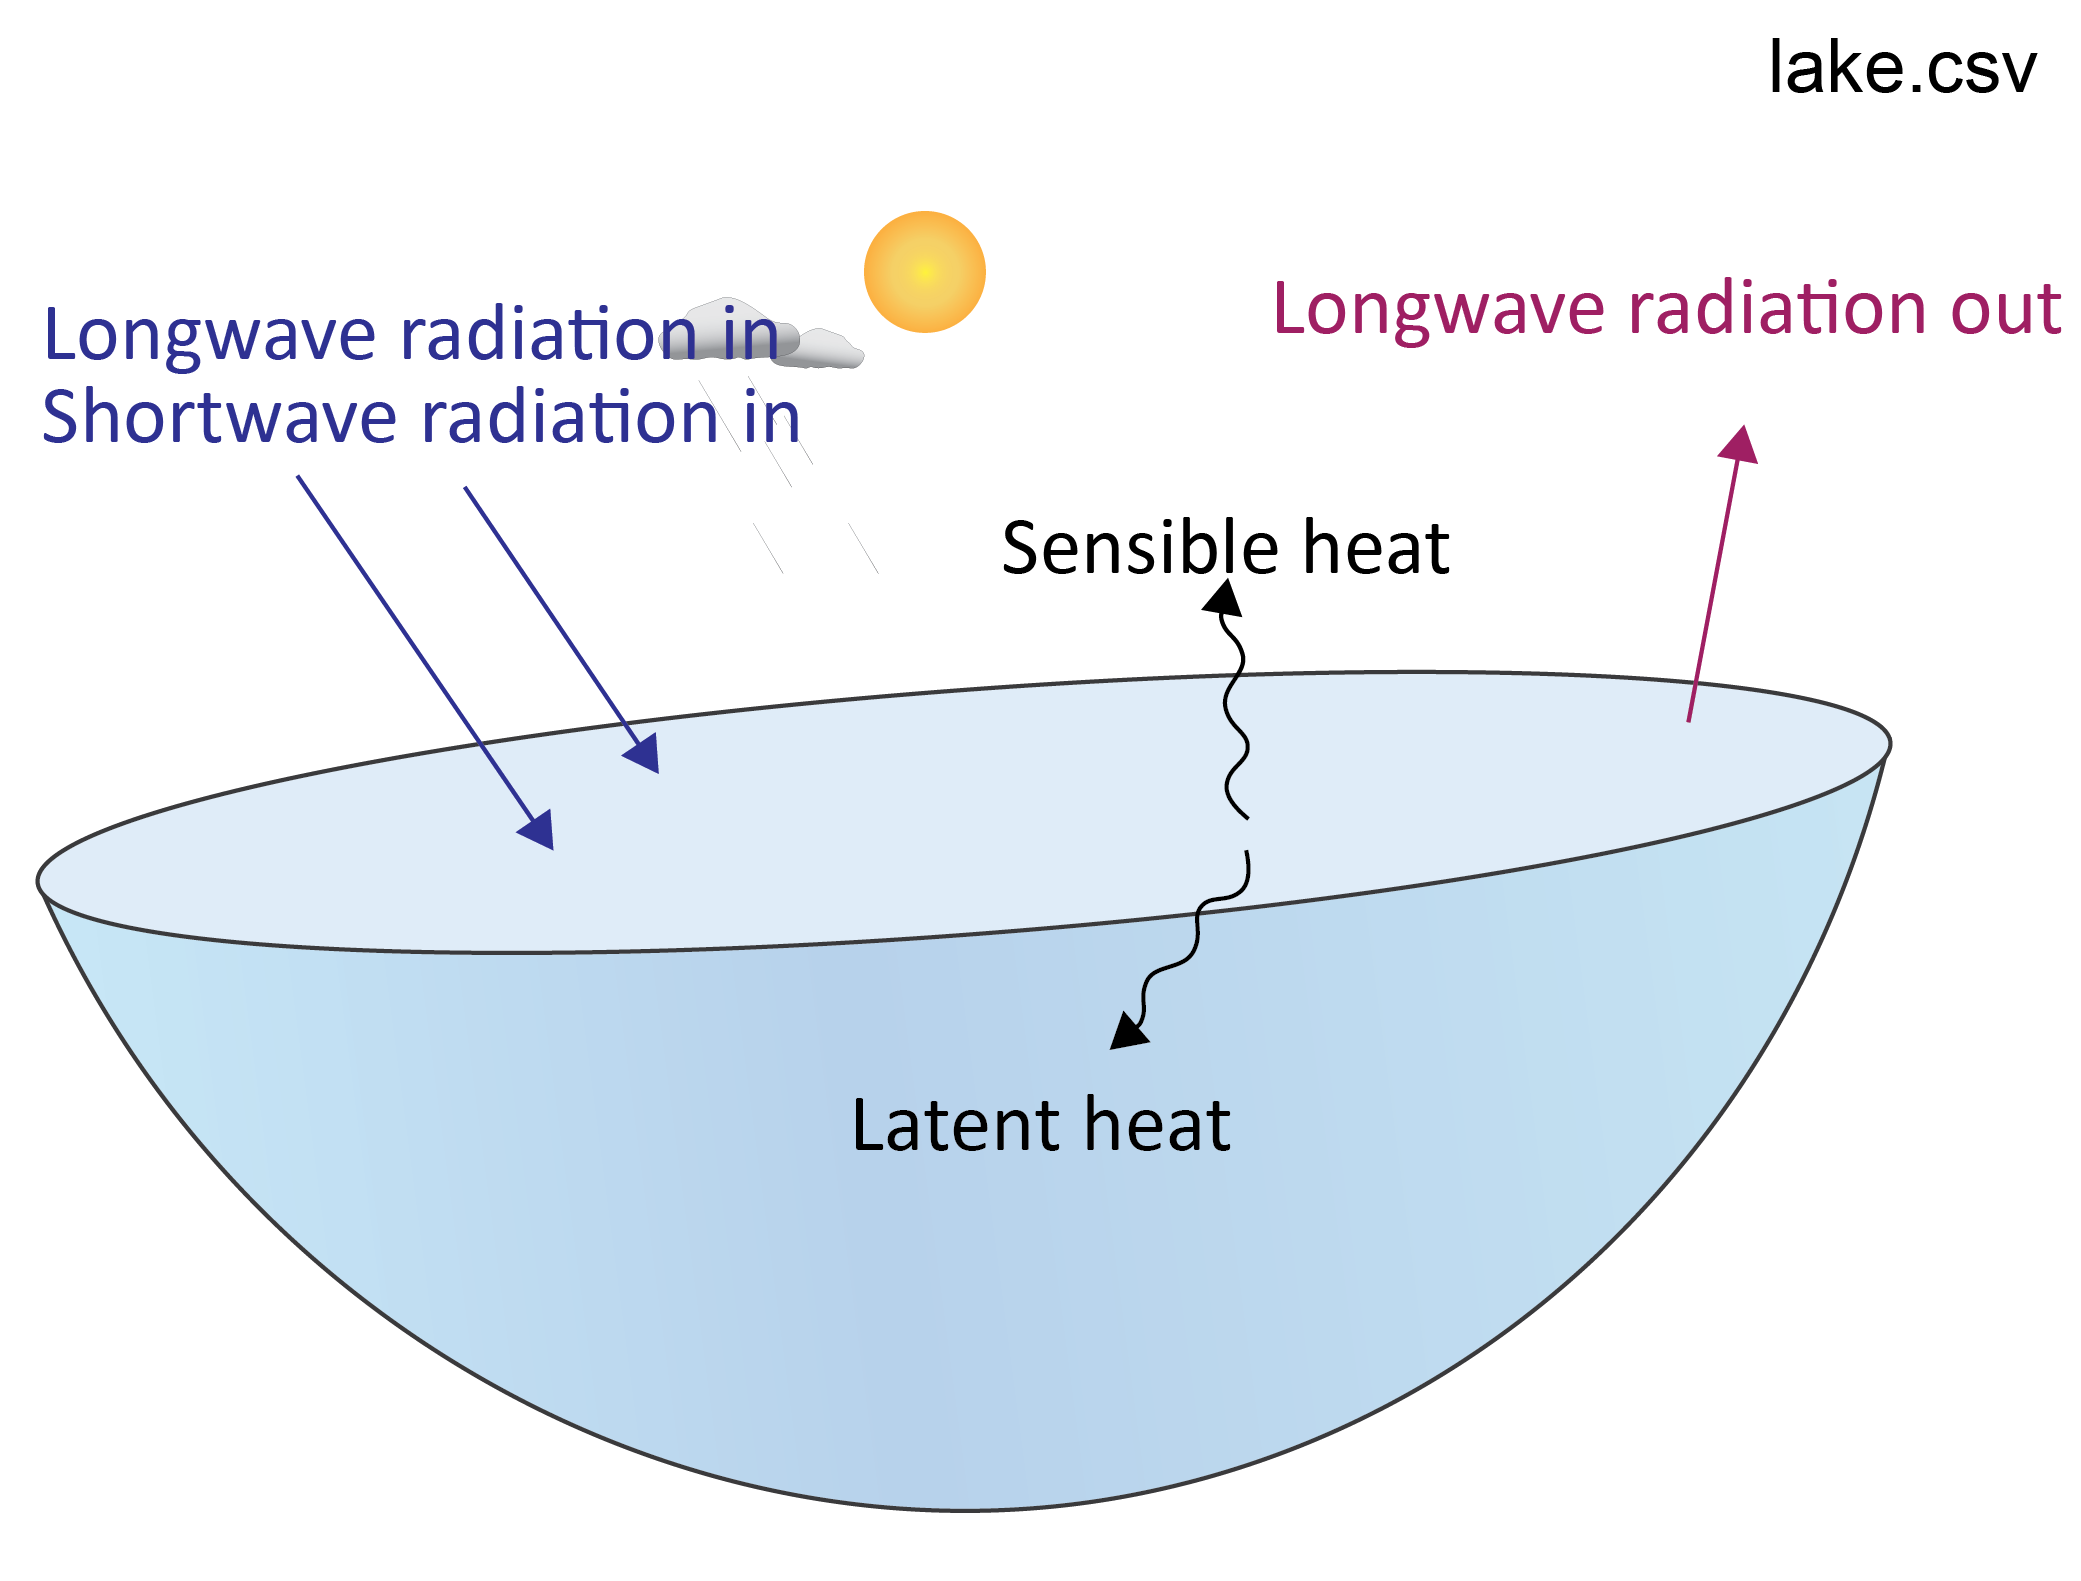 lake.csv
Longwave radiation in
Shortwave radiation in
Longwave radiation out
Sensible heat
Latent heat